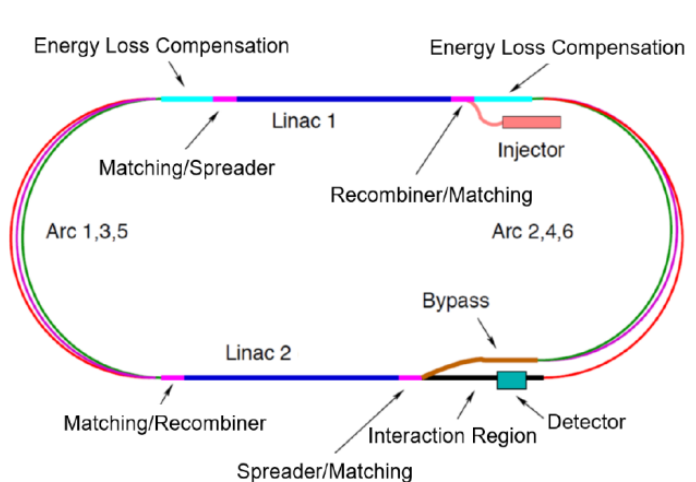 Energy Loss Compensation
Energy Loss Compensation
Linac 1
Injector
Matching/Spreader
Recombiner/Matching
Arc 1,3,5
Arc 2,4,6
Bypass
Linac 2
Matching/Recombiner
Interaction Region
Detector
Spreader/Matching